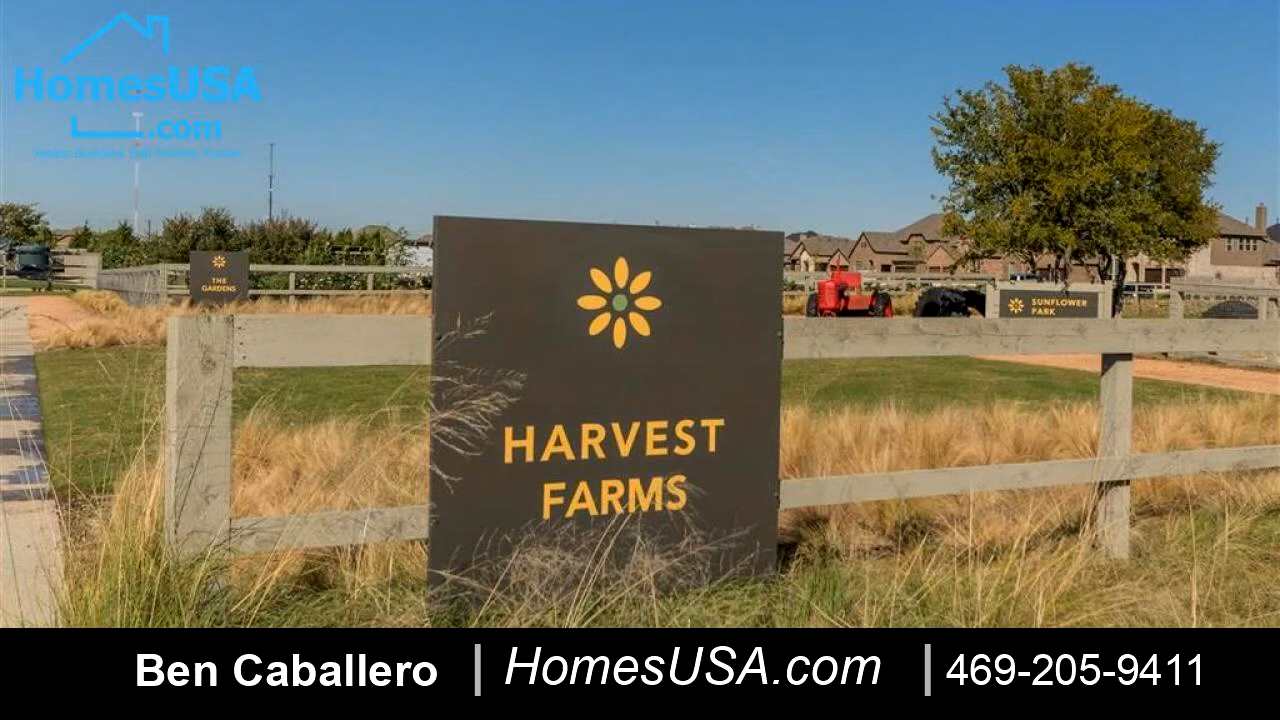 HomesUSA
.com
THE
GARDENS
SUNFLOWER
PARK
HARVEST
FARMS
Ben Caballero | HomesUSA.com | 469-205-9411